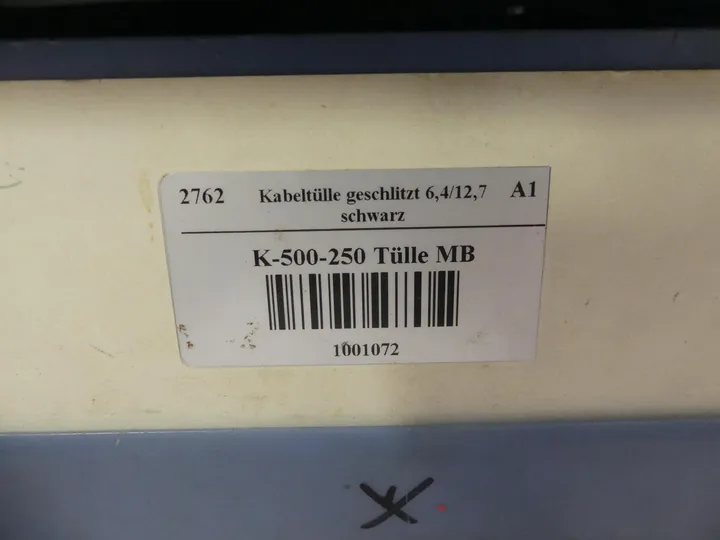 2762 Kabeltülle geschlitzt 6,4/12,7 A1
schwarz
K-500-250 Tülle MB
1001072